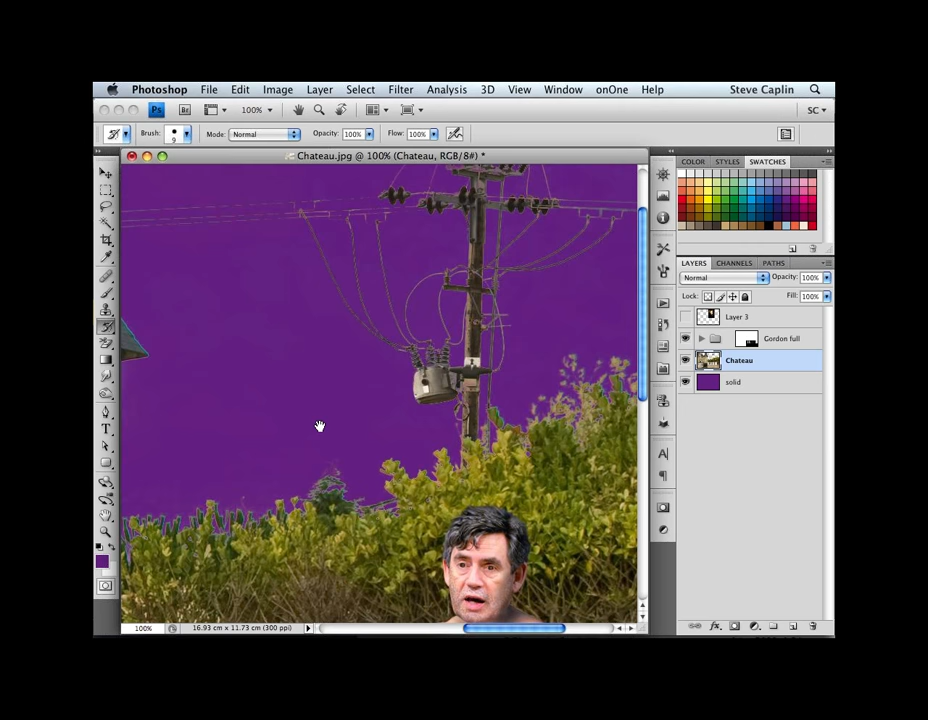 Photoshop File Edit Image Layer Select Filter Analysis 3D View Window onOne Help Steve Caplin
Ps Br 100% SC
Brush: 9 Mode: Normal Opacity: 100% Flow: 100%
Chateau.jpg @ 100% (Chateau, RGB/8#) *
COLOR STYLES SWATCHES
LAYERS CHANNELS PATHS
Normal Opacity: 100%
Lock: Fill: 100%
Layer 3
Gordon full
Chateau
solid
100% 16.93 cm x 11.73 cm (300 ppi)